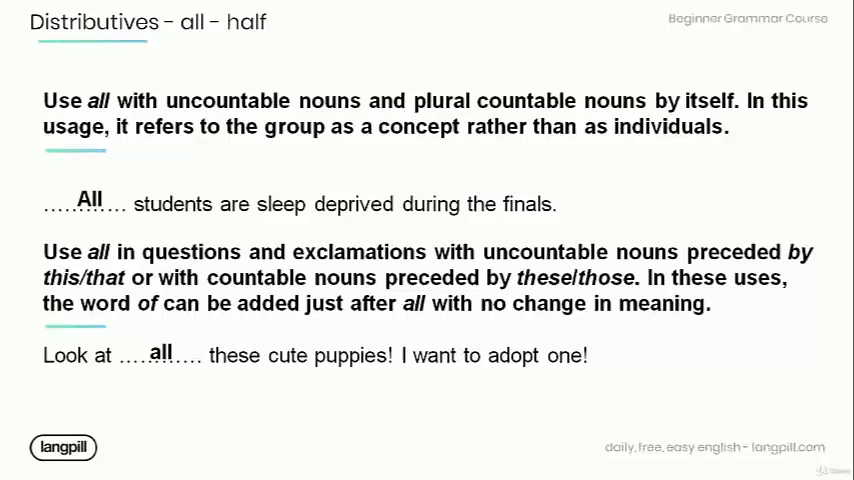 Distributives - all - half
Beginner Grammar Course
Use all with uncountable nouns and plural countable nouns by itself. In this
usage, it refers to the group as a concept rather than as individuals.
.....All..... students are sleep deprived during the finals.
Use all in questions and exclamations with uncountable nouns preceded by
this/that or with countable nouns preceded by these/those. In these uses,
the word of can be added just after all with no change in meaning.
Look at .....all..... these cute puppies! I want to adopt one!
langpill
daily, free, easy english - langpill.com